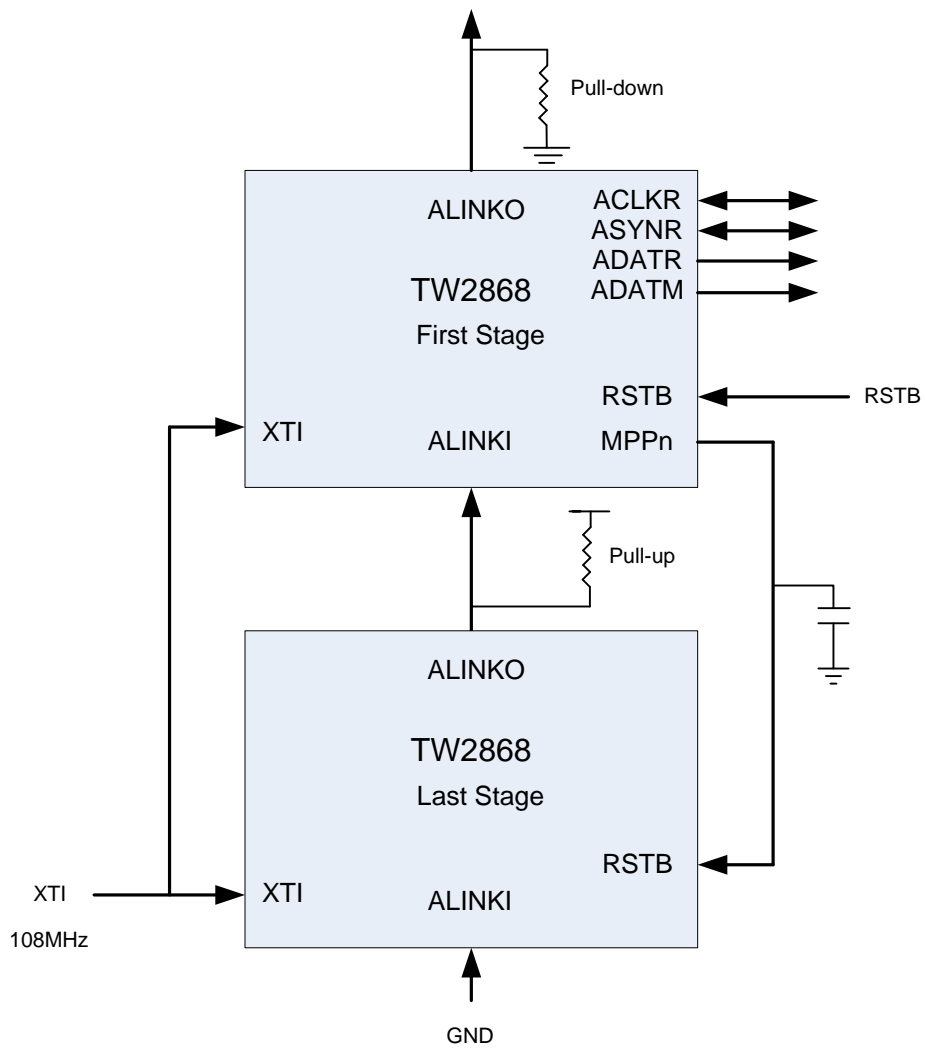 Pull-down
ALINKO
ACLKR
ASYNR
ADATR
ADATM
TW2868
First Stage
RSTB
RSTB
XTI
ALINKI
MPPn
Pull-up
ALINKO
TW2868
Last Stage
RSTB
XTI
XTI
ALINKI
108MHz
GND